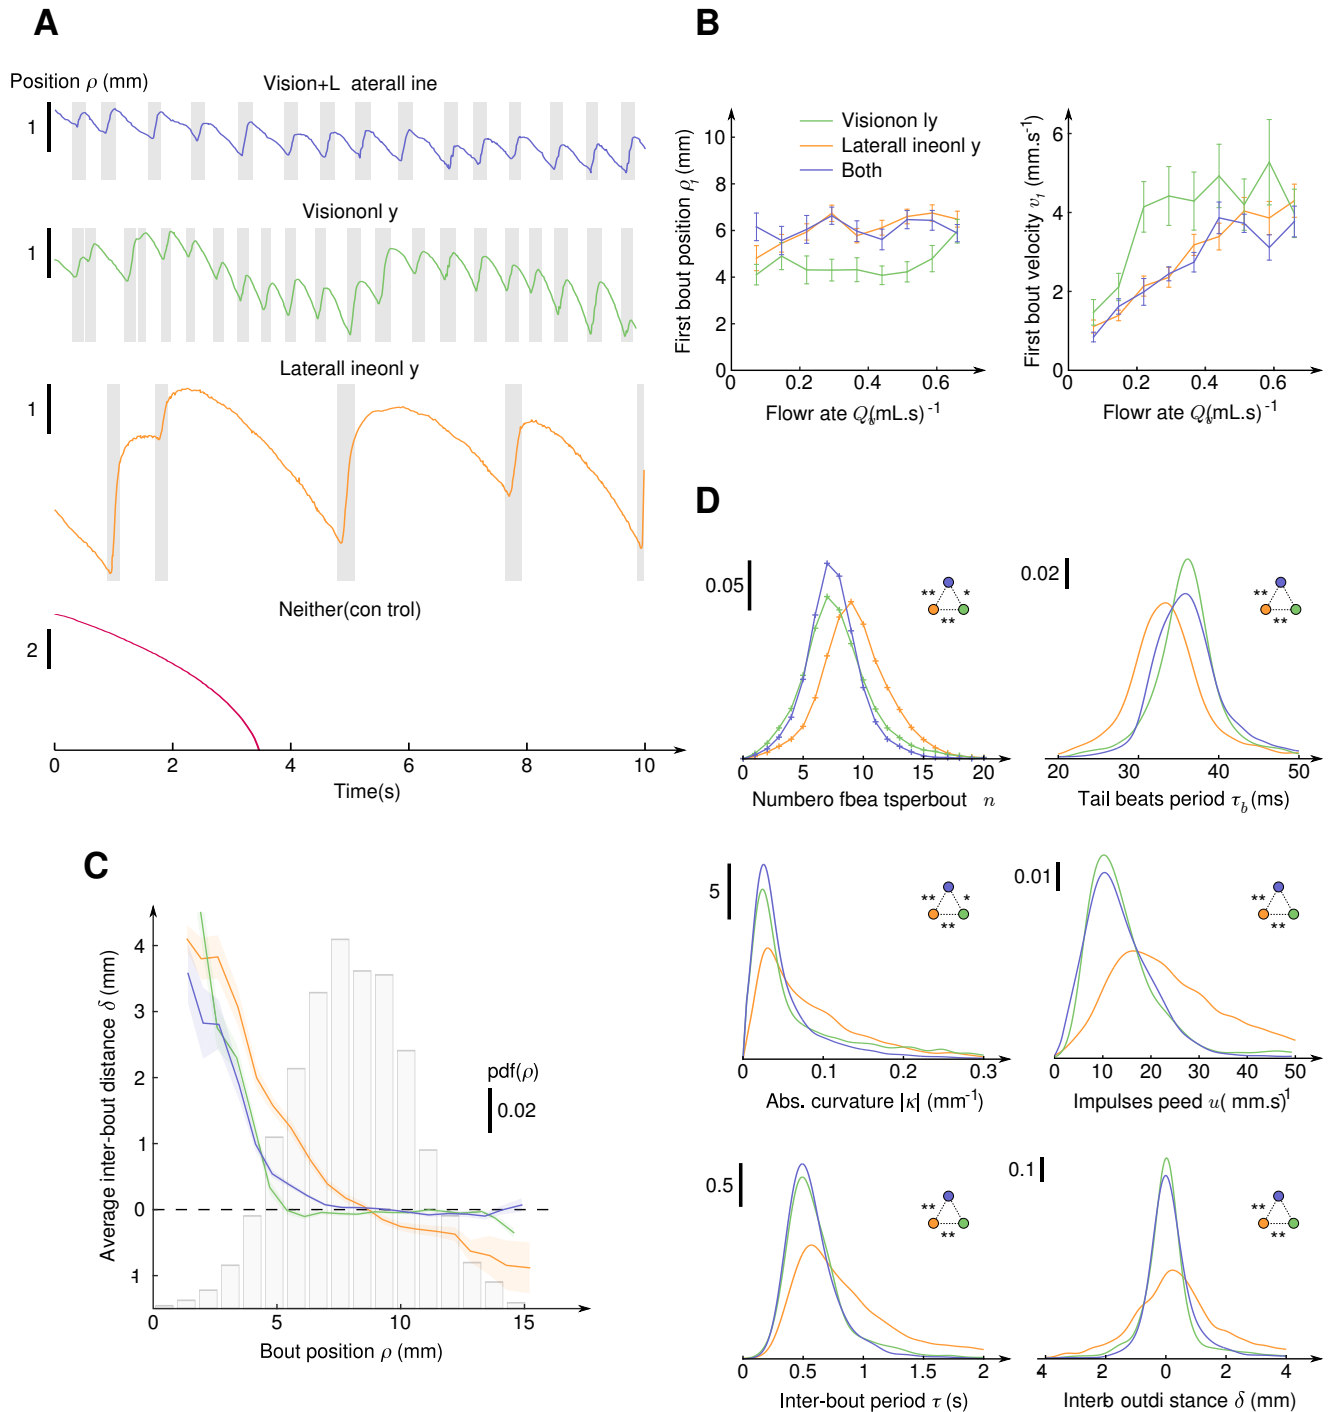 A
Position ρ (mm)
Vision+L aterall ine
1
Visiononl y
1
Laterall ineonl y
1
Neither(con trol)
2
0 2 4 6 8 10
Time(s)
B
First bout position ρ1 (mm)
10
8
6
4
2
0
Visionon ly
Laterall ineonl y
Both
0 0.2 0.4 0.6
Flowr ate Q (mL.s) -1
First bout velocity v1 (mm.s-1)
6
4
2
0
0 0.2 0.4 0.6
Flowr ate Q (mL.s) -1
C
Average inter-bout distance δ (mm)
4
3
2
1
0
-1
pdf(ρ)
0.02
0 5 10 15
Bout position ρ (mm)
D
0.05
** *
**
0 5 10 15 20
Numbero fbea tsperbout n
0.02
**
**
20 30 40 50
Tail beats period τb (ms)
5
** *
**
0 0.1 0.2 0.3
Abs. curvature |κ| (mm-1)
0.01
**
**
0 10 20 30 40 50
Impulses peed u( mm.s)-1
0.5
**
**
0 0.5 1 1.5 2
Inter-bout period τ (s)
0.1
**
**
4 2 0 2 4
Interb outdi stance δ (mm)